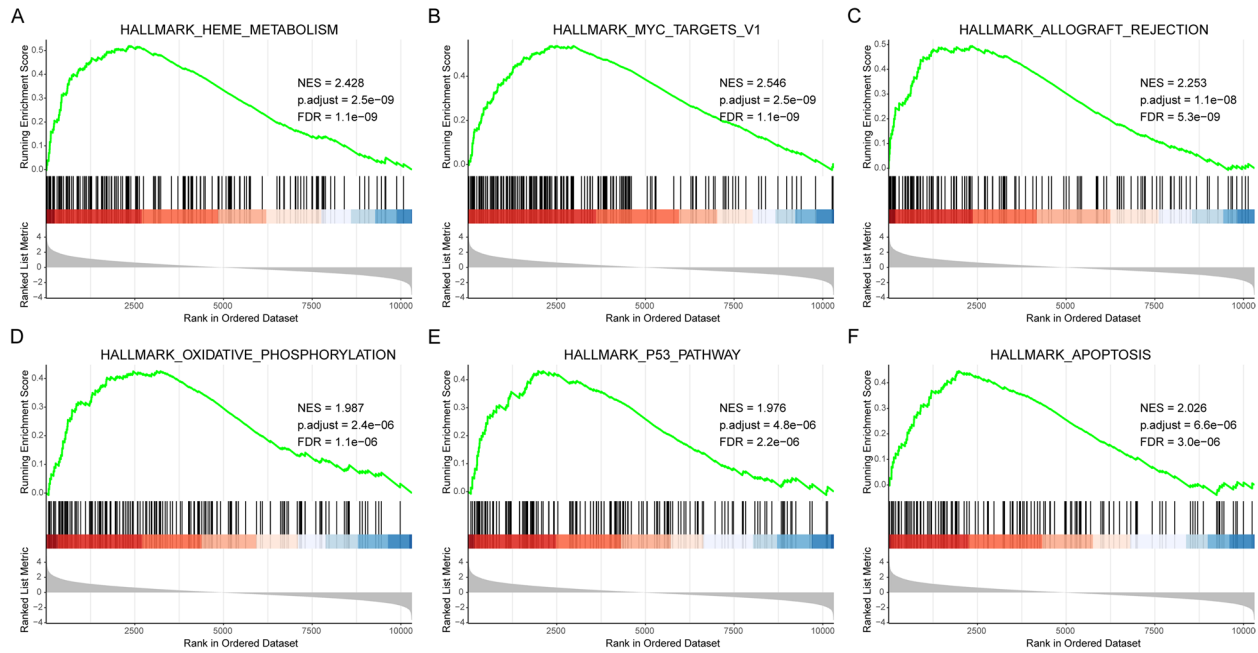 A
HALLMARK_HEME_METABOLISM
Running Enrichment Score
0.5
0.4
0.3
0.2
0.1
0.0
NES = 2.428
p.adjust = 2.5e−09
FDR = 1.1e−09
Ranked List Metric
4
2
0
−2
−4
2500
5000
7500
10000
Rank in Ordered Dataset
B
HALLMARK_MYC_TARGETS_V1
Running Enrichment Score
0.4
0.2
0.0
NES = 2.546
p.adjust = 2.5e−09
FDR = 1.1e−09
Ranked List Metric
4
2
0
−2
−4
2500
5000
7500
10000
Rank in Ordered Dataset
C
HALLMARK_ALLOGRAFT_REJECTION
Running Enrichment Score
0.5
0.4
0.3
0.2
0.1
0.0
NES = 2.253
p.adjust = 1.1e−08
FDR = 5.3e−09
Ranked List Metric
4
2
0
−2
−4
2500
5000
7500
10000
Rank in Ordered Dataset
D
HALLMARK_OXIDATIVE_PHOSPHORYLATION
Running Enrichment Score
0.4
0.3
0.2
0.1
0.0
NES = 1.987
p.adjust = 2.4e−06
FDR = 1.1e−06
Ranked List Metric
4
2
0
−2
−4
2500
5000
7500
10000
Rank in Ordered Dataset
E
HALLMARK_P53_PATHWAY
Running Enrichment Score
0.4
0.3
0.2
0.1
0.0
NES = 1.976
p.adjust = 4.8e−06
FDR = 2.2e−06
Ranked List Metric
4
2
0
−2
−4
2500
5000
7500
10000
Rank in Ordered Dataset
F
HALLMARK_APOPTOSIS
Running Enrichment Score
0.4
0.3
0.2
0.1
0.0
NES = 2.026
p.adjust = 6.6e−06
FDR = 3.0e−06
Ranked List Metric
4
2
0
−2
−4
2500
5000
7500
10000
Rank in Ordered Dataset